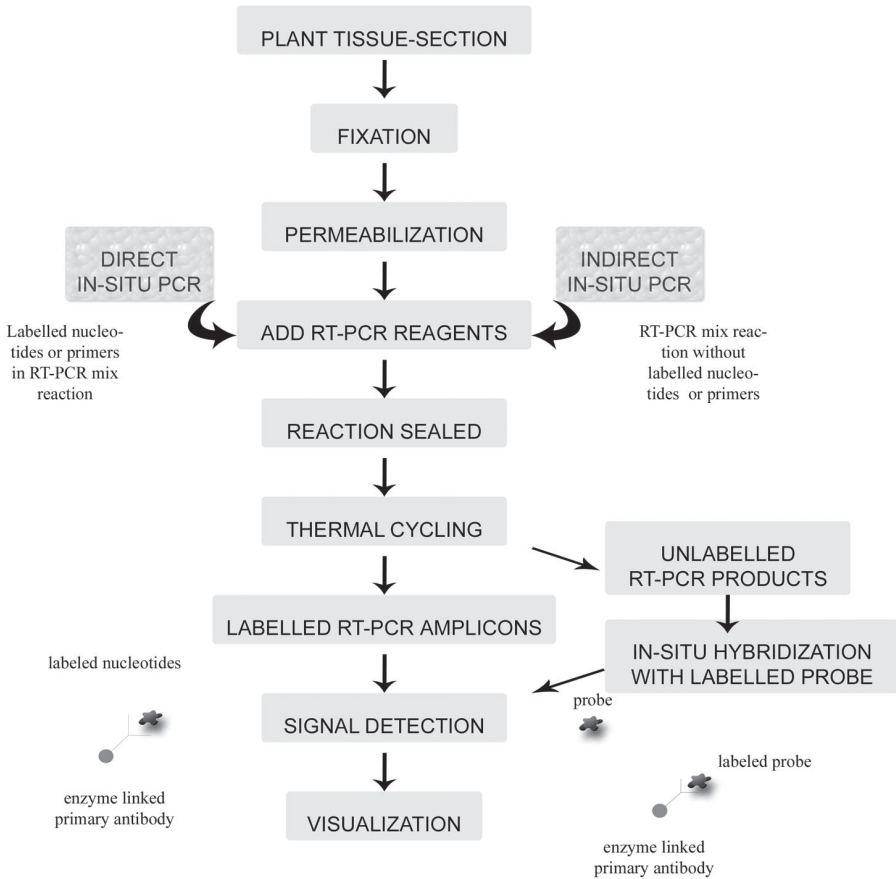 PLANT TISSUE-SECTION
FIXATION
PERMEABILIZATION
DIRECT
IN-SITU PCR
INDIRECT
IN-SITU PCR
Labelled nucleo-
tides or primers
in RT-PCR mix
reaction
ADD RT-PCR REAGENTS
RT-PCR mix reac-
tion without
labelled nucleo-
tides or primers
REACTION SEALED
THERMAL CYCLING
UNLABELLED
RT-PCR PRODUCTS
LABELLED RT-PCR AMPLICONS
IN-SITU HYBRIDIZATION
WITH LABELLED PROBE
labeled nucleotides
SIGNAL DETECTION
probe
labeled probe
enzyme linked
primary antibody
VISUALIZATION
enzyme linked
primary antibody